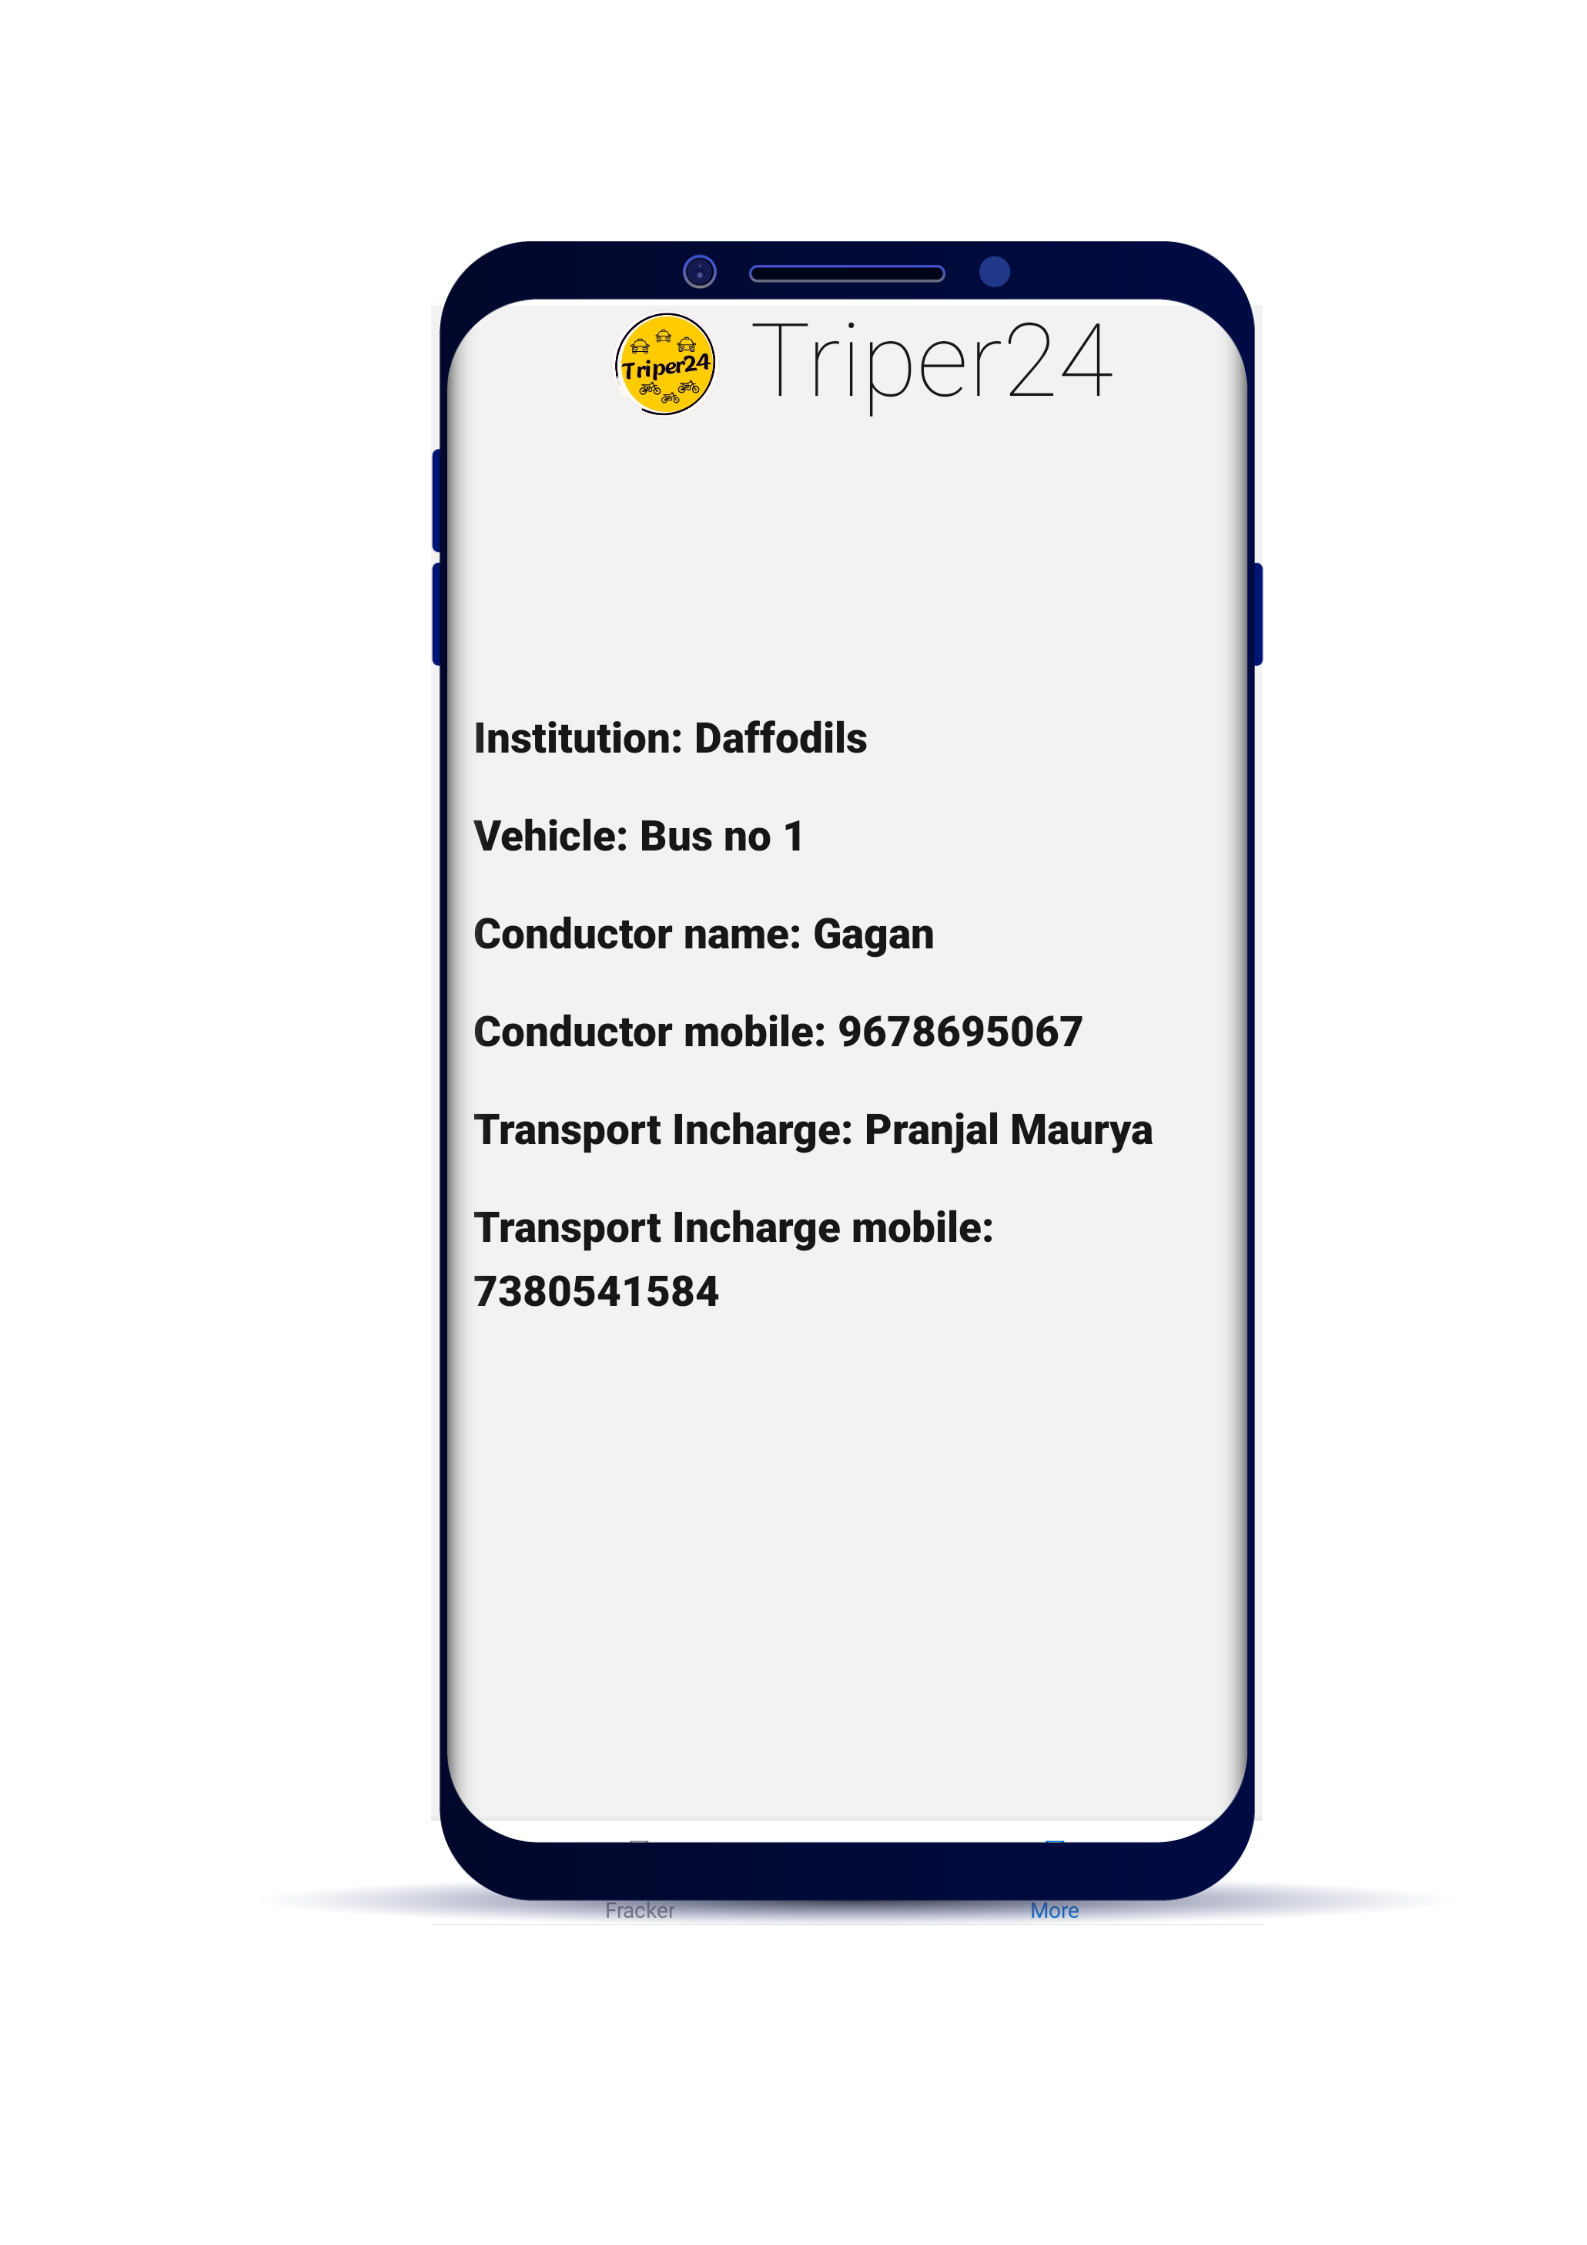 Triper24
Triper24
Institution: Daffodils
Vehicle: Bus no 1
Conductor name: Gagan
Conductor mobile: 9678695067
Transport Incharge: Pranjal Maurya
Transport Incharge mobile:
7380541584
Fracker More